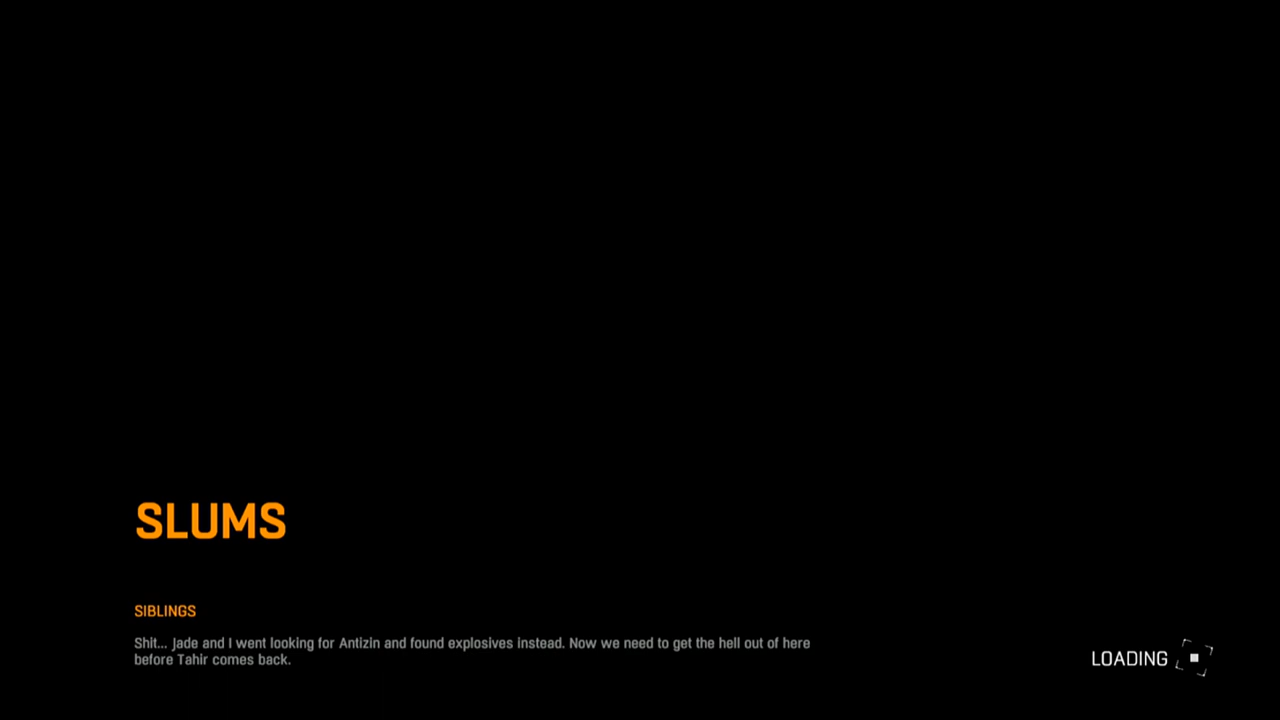 SLUMS
SIBLINGS
Shit... Jade and I went looking for Antizin and found explosives instead. Now we need to get the hell out of here
before Tahir comes back.
LOADING